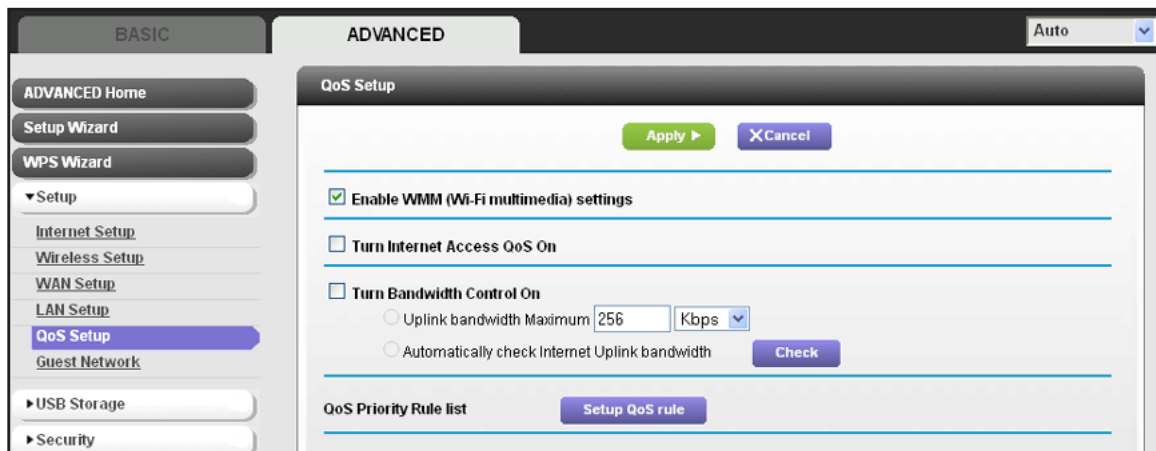 BASIC
ADVANCED
Auto
ADVANCED Home
Setup Wizard
WPS Wizard
▼Setup
Internet Setup
Wireless Setup
WAN Setup
LAN Setup
QoS Setup
Guest Network
▶USB Storage
▶Security
QoS Setup
Apply ▶
XCancel
Enable WMM (Wi-Fi multimedia) settings
Turn Internet Access QoS On
Turn Bandwidth Control On
Uplink bandwidth Maximum 256 Kbps
Automatically check Internet Uplink bandwidth Check
QoS Priority Rule list Setup QoS rule